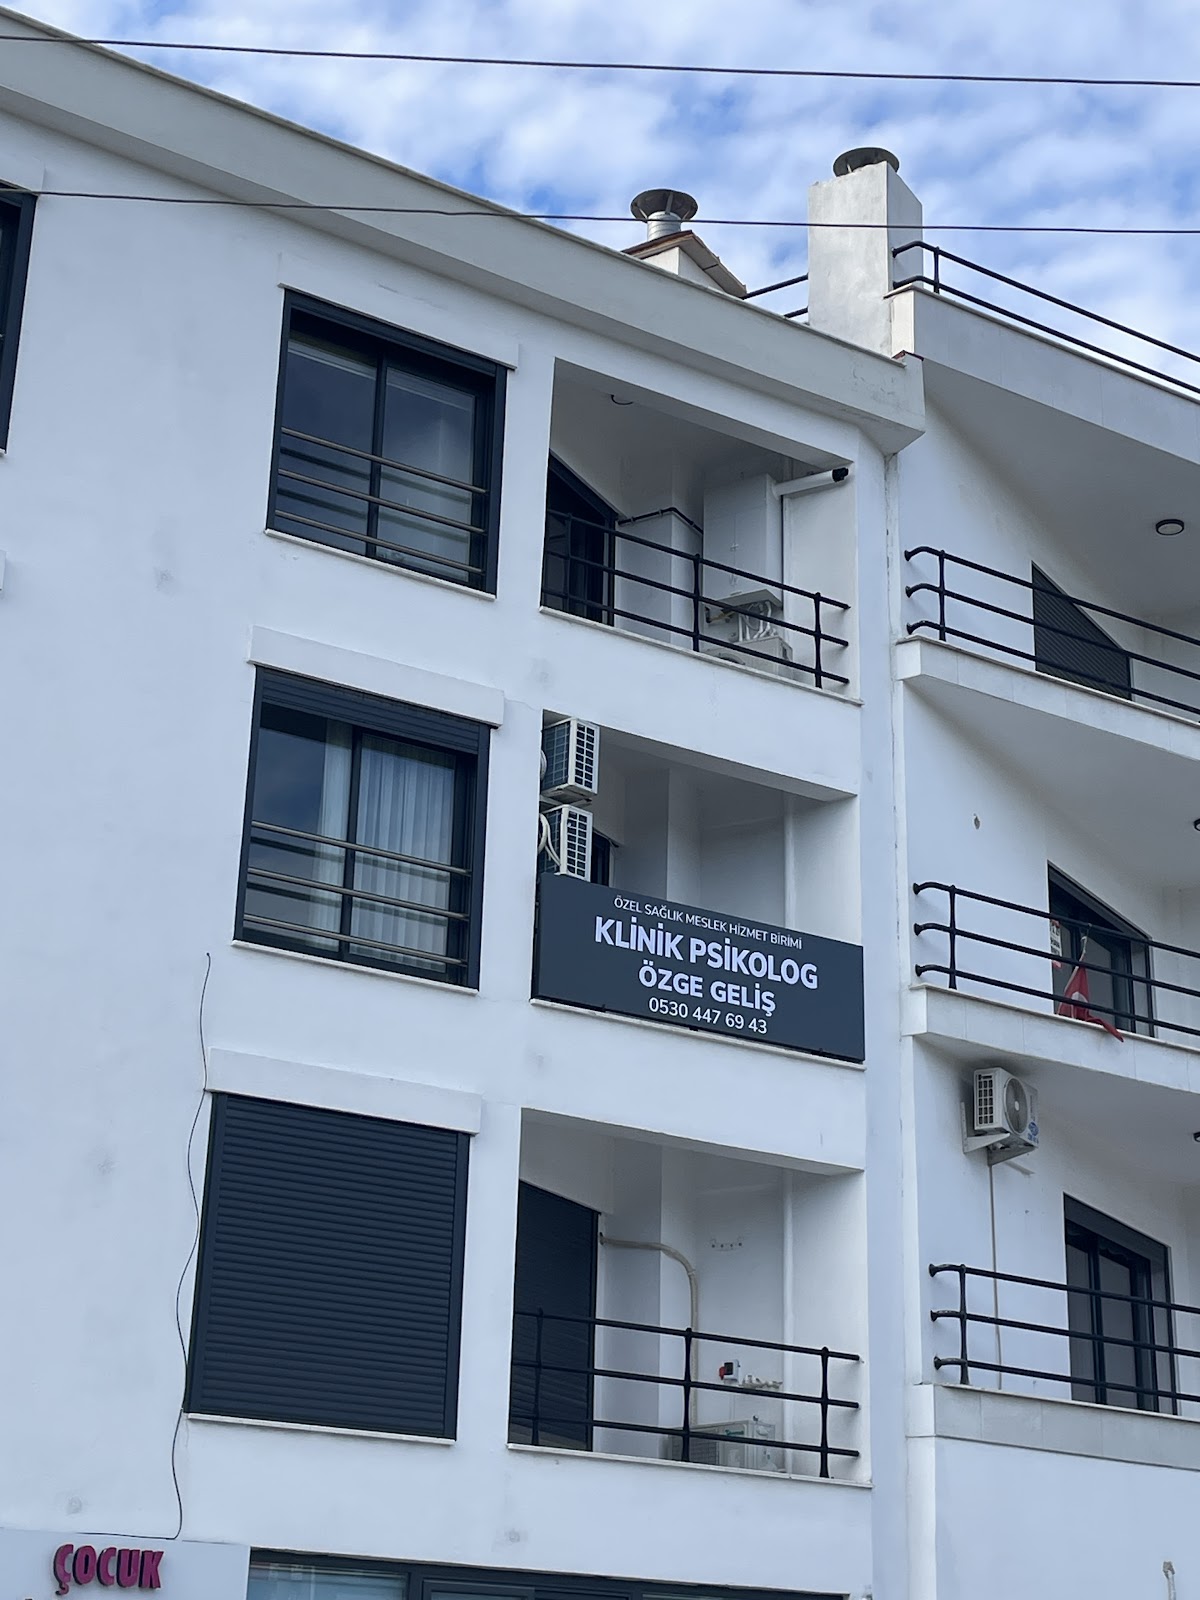 ÖZEL SAĞLIK MESLEK HİZMET BİRİMİ
KLİNİK PSİKOLOG
ÖZGE GELİŞ
0530 447 69 43
ÇOCUK